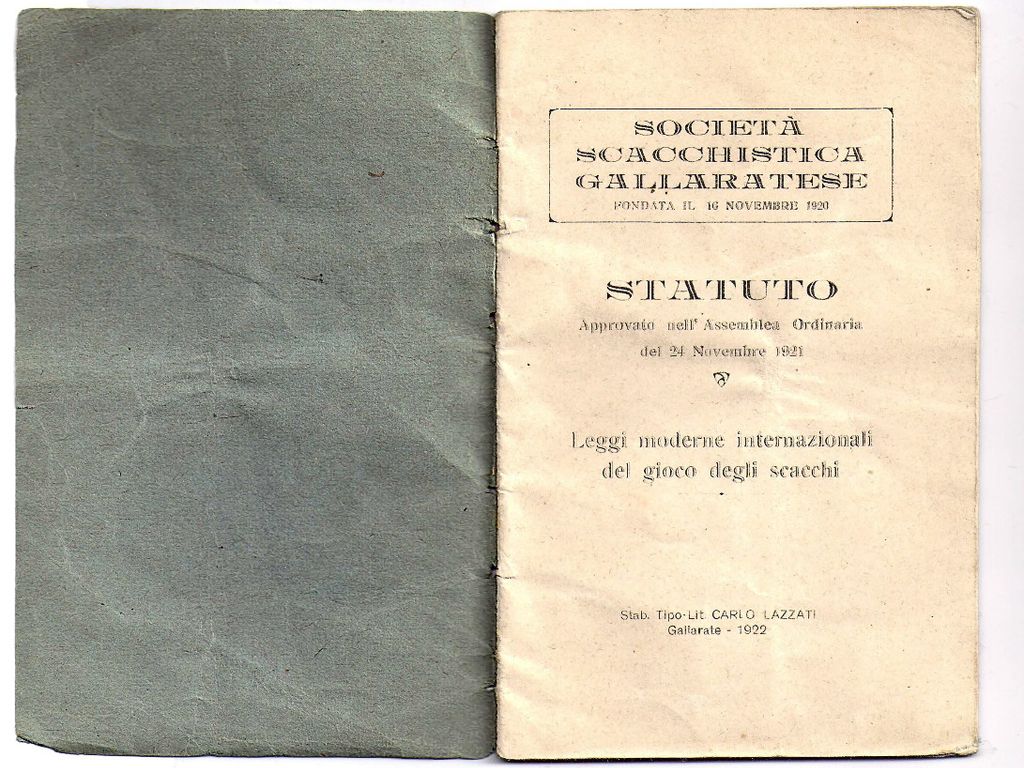 SOCIETÀ
SCACCHISTICA
GALLARATESE
FONDATA IL 16 NOVEMBRE 1920
STATUTO
Approvato nell' Assemblea Ordinaria
del 24 Novembre 1921
Leggi moderne internazionali
del gioco degli scacchi
Stab. Tipo-Lit. CARLO LAZZATI
Gallarate - 1922